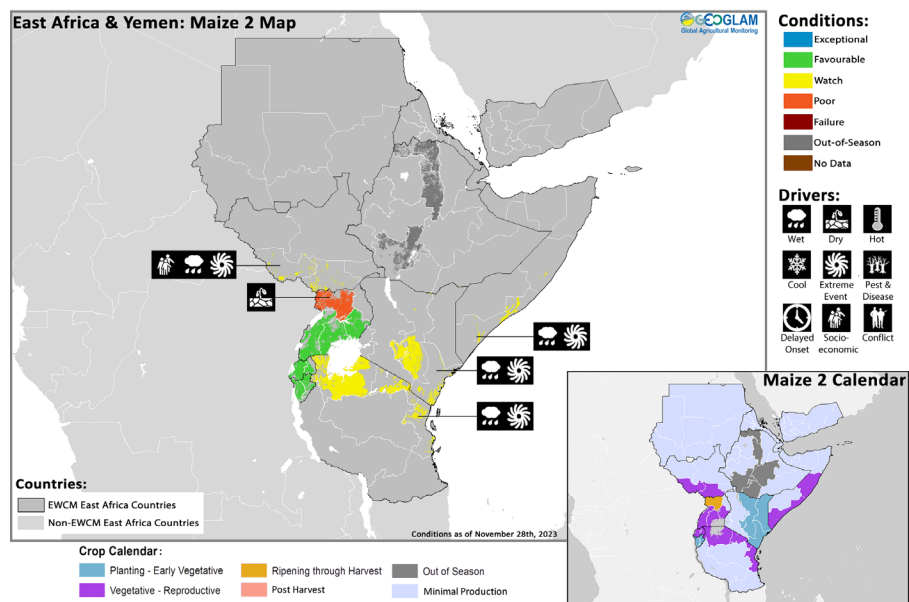 East Africa & Yemen: Maize 2 Map
GEOGLAM
Global Agricultural Monitoring
Conditions:
Exceptional
Favourable
Watch
Poor
Failure
Out-of-Season
No Data
Drivers:
Wet
Dry
Hot
Cool
Extreme
Event
Pest &
Disease
Delayed
Onset
Socio-
economic
Conflict
Maize 2 Calendar
Countries:
EWCM East Africa Countries
Non-EWCM East Africa Countries
Conditions as of November 28th, 2023
Crop Calendar:
Planting - Early Vegetative
Ripening through Harvest
Out of Season
Vegetative - Reproductive
Post Harvest
Minimal Production